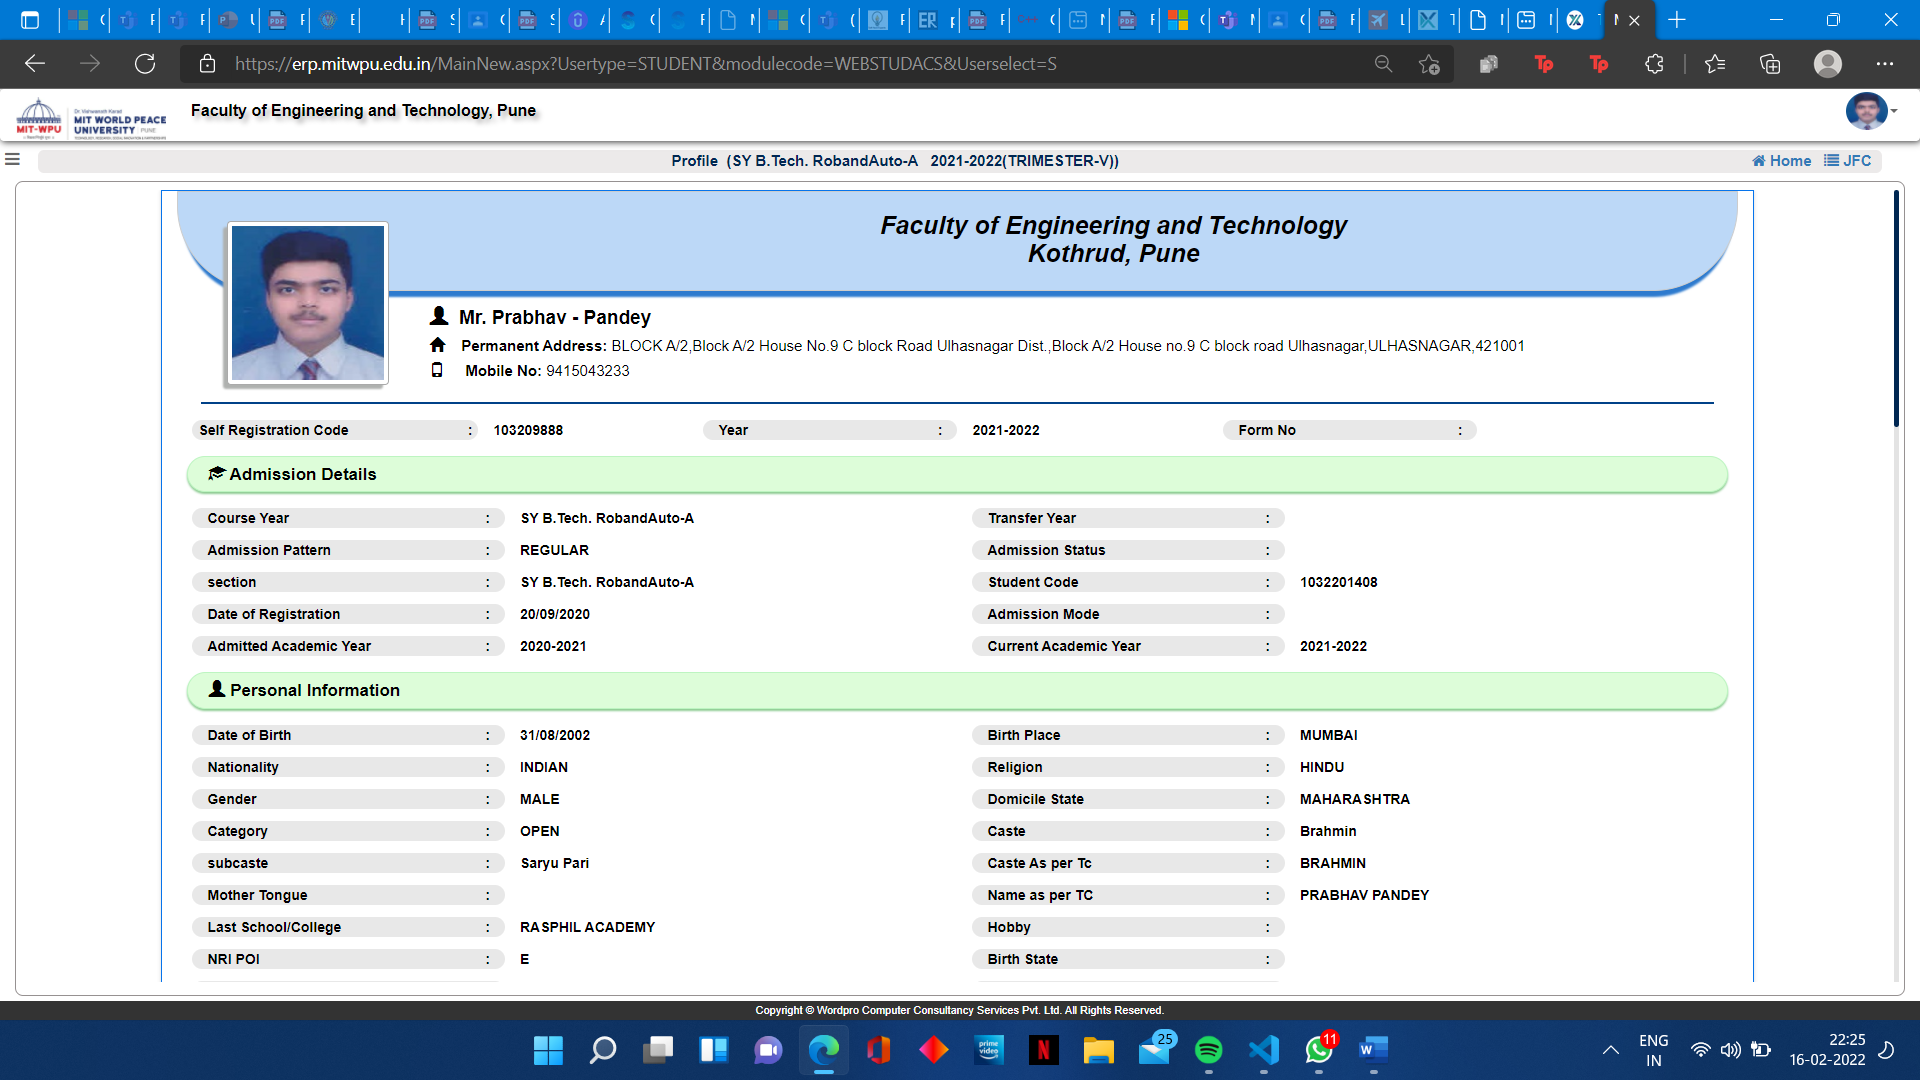 https://erp.mitwpu.edu.in/MainNew.aspx?Usertype=STUDENT&modulecode=WEBSTUDACS&Userselect=S
MIT-WPU
Dr. Vishwanath Karad
MIT WORLD PEACE
UNIVERSITY PUNE
Faculty of Engineering and Technology, Pune
Profile (SY B.Tech. RobandAuto-A 2021-2022(TRIMESTER-V))
Home JFC
Faculty of Engineering and Technology
Kothrud, Pune
Mr. Prabhav - Pandey
Permanent Address: BLOCK A/2,Block A/2 House No.9 C block Road Ulhasnagar Dist.,Block A/2 House no.9 C block road Ulhasnagar,ULHASNAGAR,421001
Mobile No: 9415043233
Self Registration Code : 103209888 Year : 2021-2022 Form No :
Admission Details
Course Year : SY B.Tech. RobandAuto-A Transfer Year :
Admission Pattern : REGULAR Admission Status :
section : SY B.Tech. RobandAuto-A Student Code : 1032201408
Date of Registration : 20/09/2020 Admission Mode :
Admitted Academic Year : 2020-2021 Current Academic Year : 2021-2022
Personal Information
Date of Birth : 31/08/2002 Birth Place : MUMBAI
Nationality : INDIAN Religion : HINDU
Gender : MALE Domicile State : MAHARASHTRA
Category : OPEN Caste : Brahmin
subcaste : Saryu Pari Caste As per Tc : BRAHMIN
Mother Tongue : Name as per TC : PRABHAV PANDEY
Last School/College : RASPHIL ACADEMY Hobby :
NRI POI : E Birth State :
Copyright © Wordpro Computer Consultancy Services Pvt. Ltd. All Rights Reserved.
prime video
N
25
11
W
ENG
IN
22:25
16-02-2022